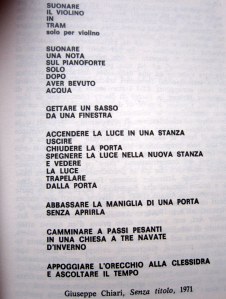 SUONARE
IL VIOLINO
IN
TRAM
solo per violino
SUONARE
UNA NOTA
SUL PIANOFORTE
SOLO
DOPO
AVER BEVUTO
ACQUA
GETTARE UN SASSO
DA UNA FINESTRA
ACCENDERE LA LUCE IN UNA STANZA
USCIRE
CHIUDERE LA PORTA
SPEGNERE LA LUCE NELLA NUOVA STANZA
E VEDERE
LA LUCE
TRAPELARE
DALLA PORTA
ABBASSARE LA MANIGLIA DI UNA PORTA
SENZA APRIRLA
CAMMINARE A PASSI PESANTI
IN UNA CHIESA A TRE NAVATE
D'INVERNO
APPOGGIARE L'ORECCHIO ALLA CLESSIDRA
E ASCOLTARE IL TEMPO
Giuseppe Chiari, Senza titolo, 1971